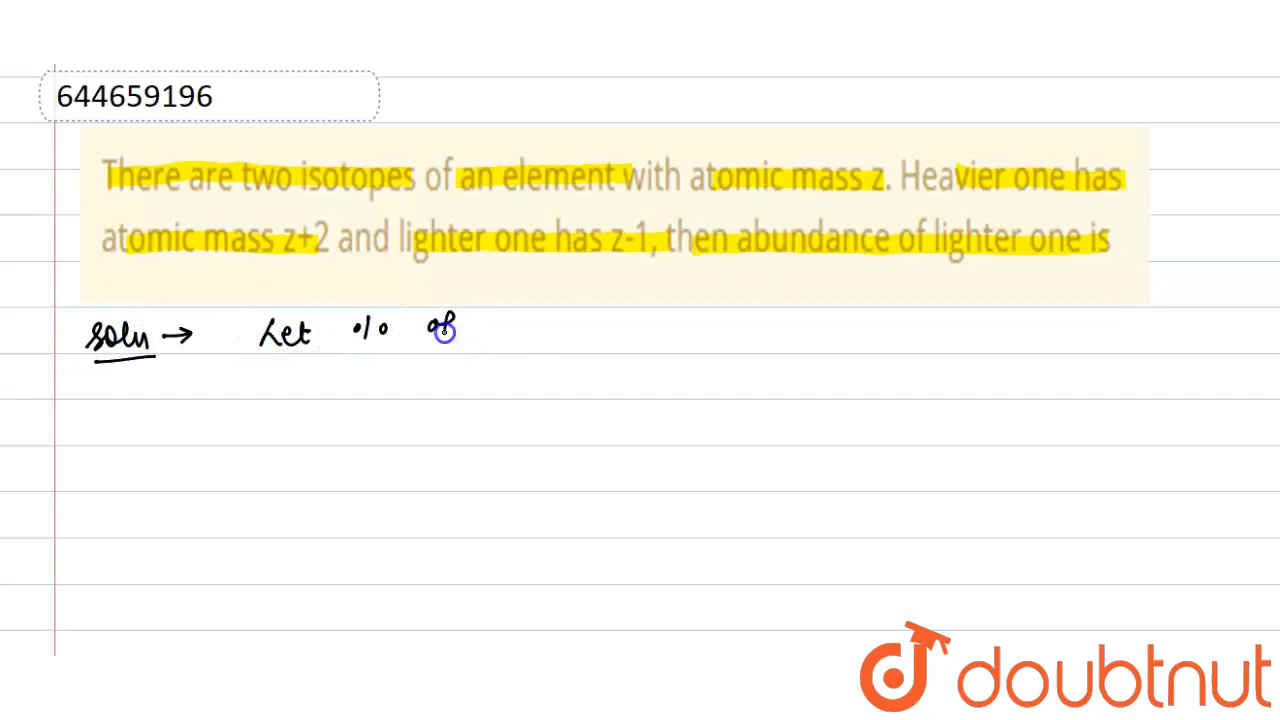 644659196
There are two isotopes of an element with atomic mass z. Heavier one has
atomic mass z+2 and lighter one has z-1, then abundance of lighter one is
Soln → Let % of
doubtnut